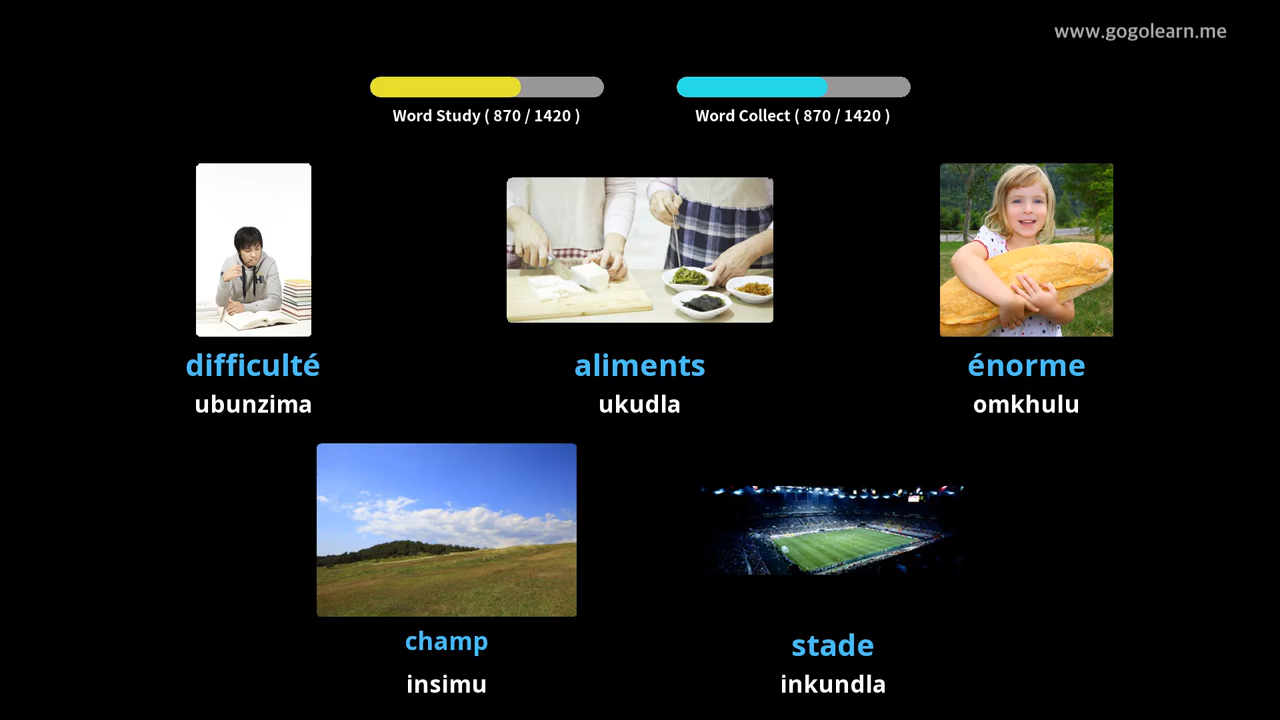 www.gogolearn.me
Word Study ( 870 / 1420 )
Word Collect ( 870 / 1420 )
difficulté
ubunzima
aliments
ukudla
énorme
omkhulu
champ
insimu
stade
inkundla